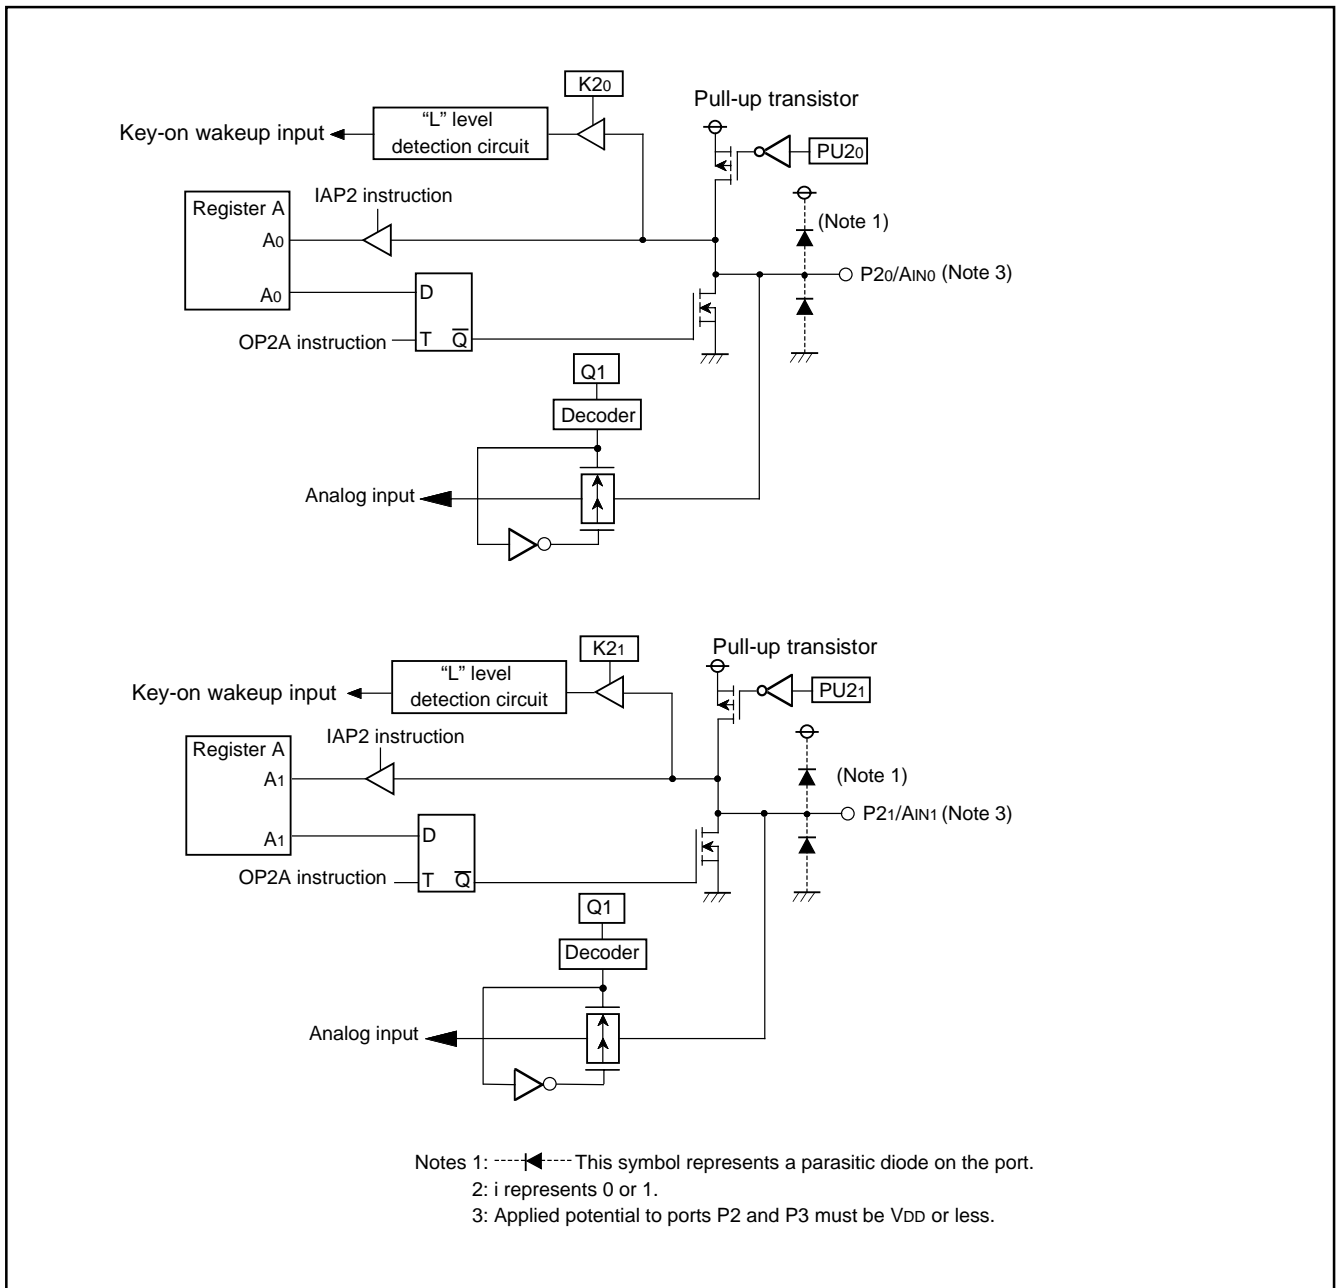 K20
Pull-up transistor
Key-on wakeup input
“L” level
detection circuit
PU20
IAP2 instruction
Register A
(Note 1)
A0
P20/AIN0 (Note 3)
A0
D
OP2A instruction
T Q̅
Q1
Decoder
Analog input
K21
Pull-up transistor
Key-on wakeup input
“L” level
detection circuit
PU21
IAP2 instruction
Register A
(Note 1)
A1
P21/AIN1 (Note 3)
A1
D
OP2A instruction
T Q̅
Q1
Decoder
Analog input
Notes 1: This symbol represents a parasitic diode on the port.
2: i represents 0 or 1.
3: Applied potential to ports P2 and P3 must be VDD or less.